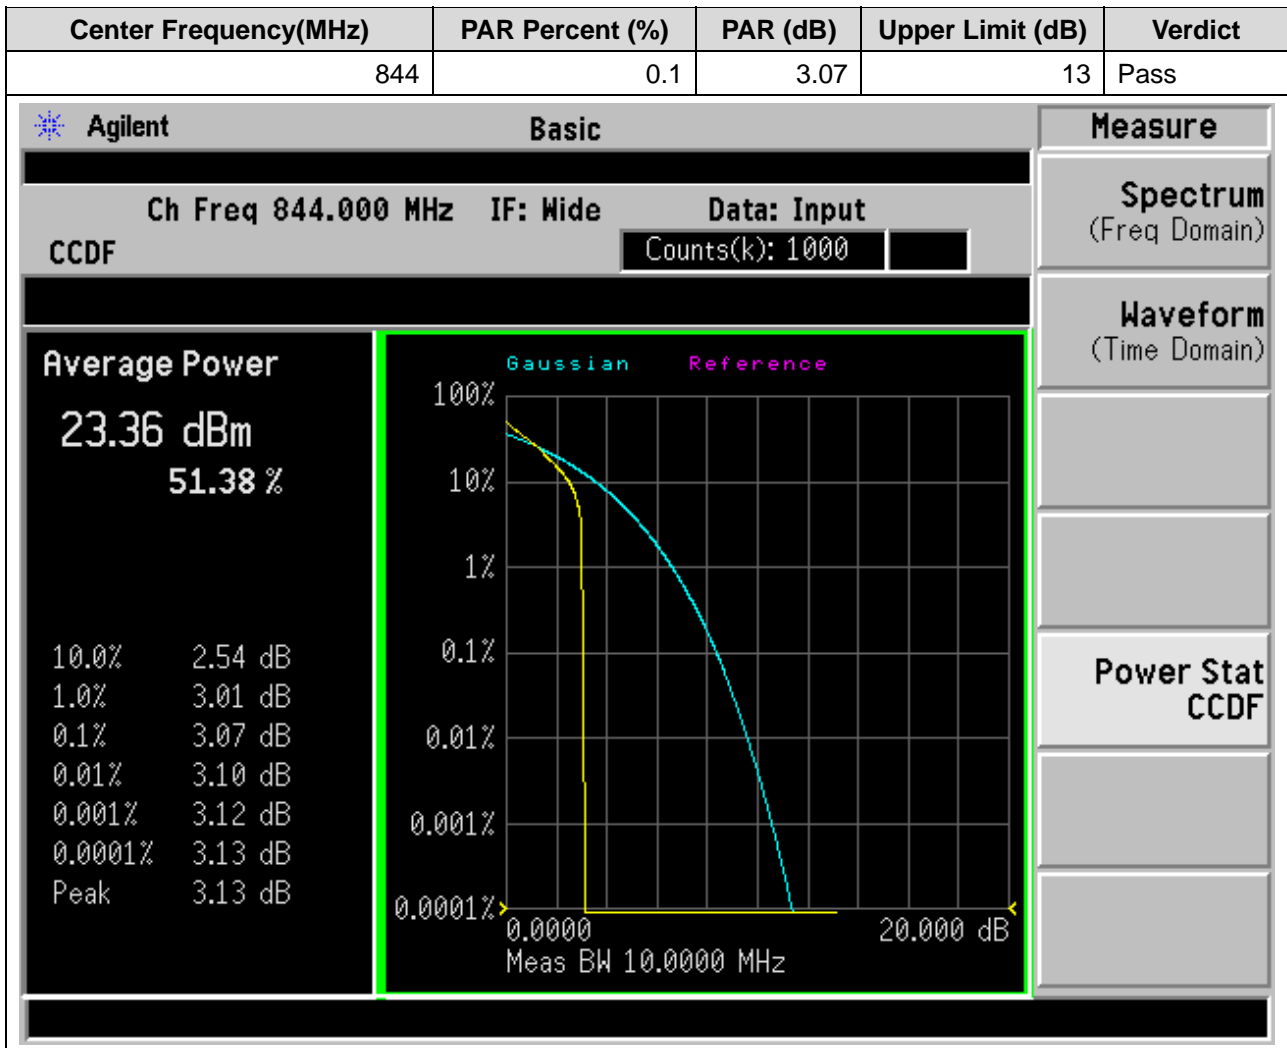 Center Frequency(MHz) PAR Percent (%) PAR (dB) Upper Limit (dB) Verdict
844 0.1 3.07 13 Pass
Agilent Basic Measure
Ch Freq 844.000 MHz IF: Wide Data: Input
CCDF Counts(k): 1000
Spectrum
(Freq Domain)
Waveform
(Time Domain)
Power Stat
CCDF
Average Power
23.36 dBm
51.38 %
10.0% 2.54 dB
1.0% 3.01 dB
0.1% 3.07 dB
0.01% 3.10 dB
0.001% 3.12 dB
0.0001% 3.13 dB
Peak 3.13 dB
Gaussian Reference
100%
10%
1%
0.1%
0.01%
0.001%
0.0001%
0.0000 20.000 dB
Meas BW 10.0000 MHz